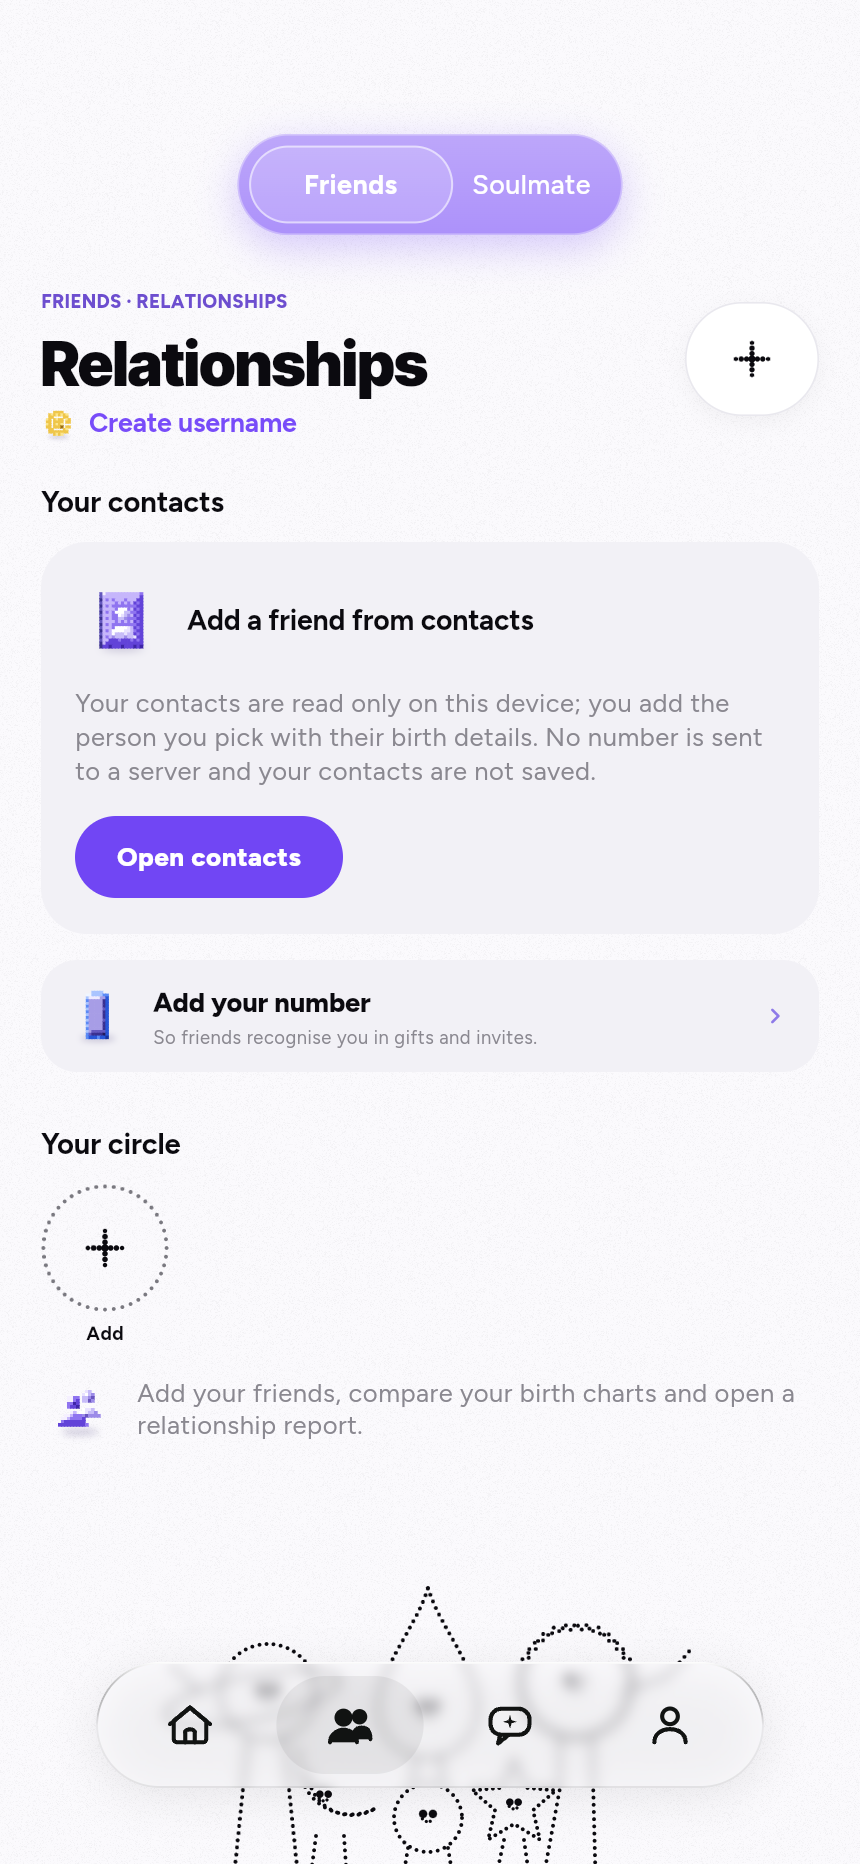 Friends
Soulmate
FRIENDS · RELATIONSHIPS
Relationships
Create username
Your contacts
Add a friend from contacts
Your contacts are read only on this device; you add the
person you pick with their birth details. No number is sent
to a server and your contacts are not saved.
Open contacts
Add your number
So friends recognise you in gifts and invites.
Your circle
Add
Add your friends, compare your birth charts and open a
relationship report.